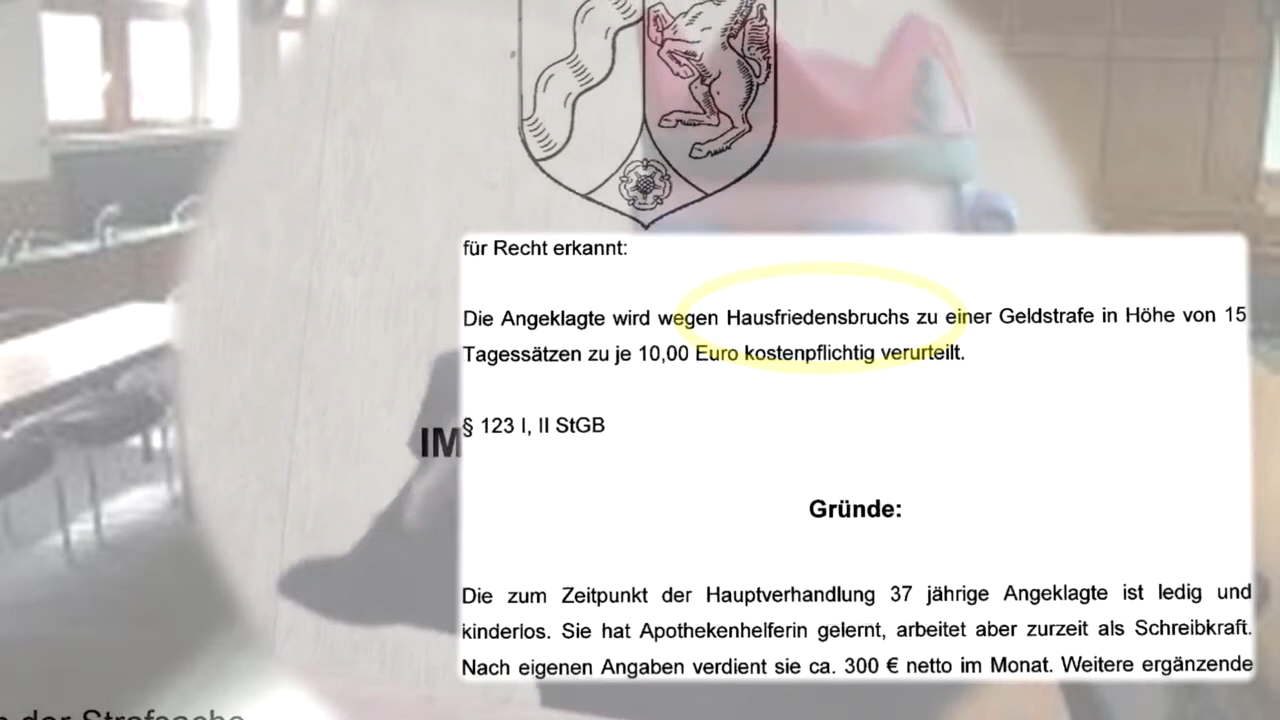 für Recht erkannt:
Die Angeklagte wird wegen Hausfriedensbruchs zu einer Geldstrafe in Höhe von 15
Tagessätzen zu je 10,00 Euro kostenpflichtig verurteilt.
IM
§ 123 I, II StGB
Gründe:
Die zum Zeitpunkt der Hauptverhandlung 37 jährige Angeklagte ist ledig und
kinderlos. Sie hat Apothekenhelferin gelernt, arbeitet aber zurzeit als Schreibkraft.
Nach eigenen Angaben verdient sie ca. 300 € netto im Monat. Weitere ergänzende
der Strafsache